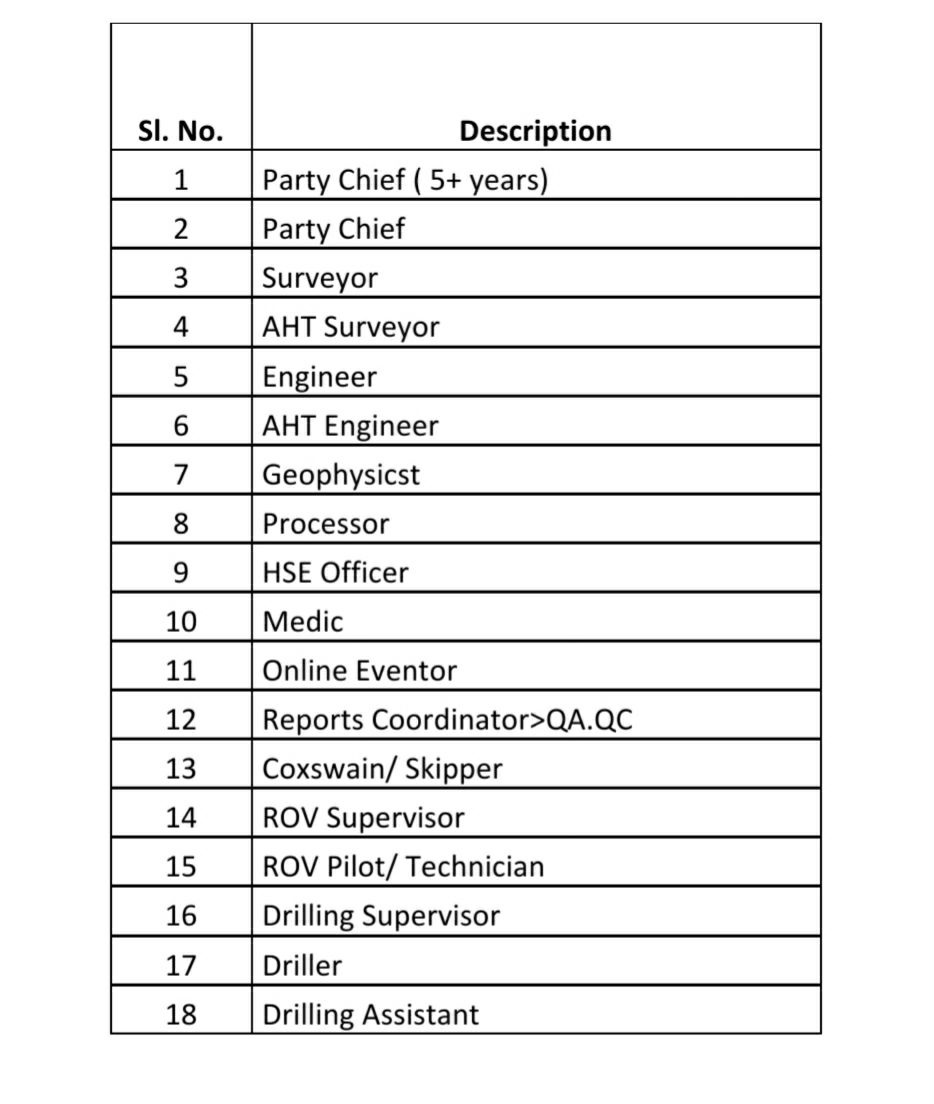 Sl. No. Description
1 Party Chief ( 5+ years)
2 Party Chief
3 Surveyor
4 AHT Surveyor
5 Engineer
6 AHT Engineer
7 Geophysicst
8 Processor
9 HSE Officer
10 Medic
11 Online Eventor
12 Reports Coordinator>QA.QC
13 Coxswain/ Skipper
14 ROV Supervisor
15 ROV Pilot/ Technician
16 Drilling Supervisor
17 Driller
18 Drilling Assistant